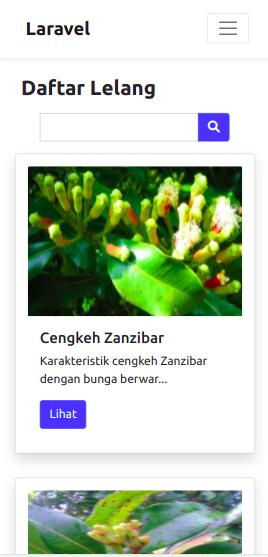 Laravel
Daftar Lelang
Cengkeh Zanzibar
Karakteristik cengkeh Zanzibar
dengan bunga berwar...
Lihat